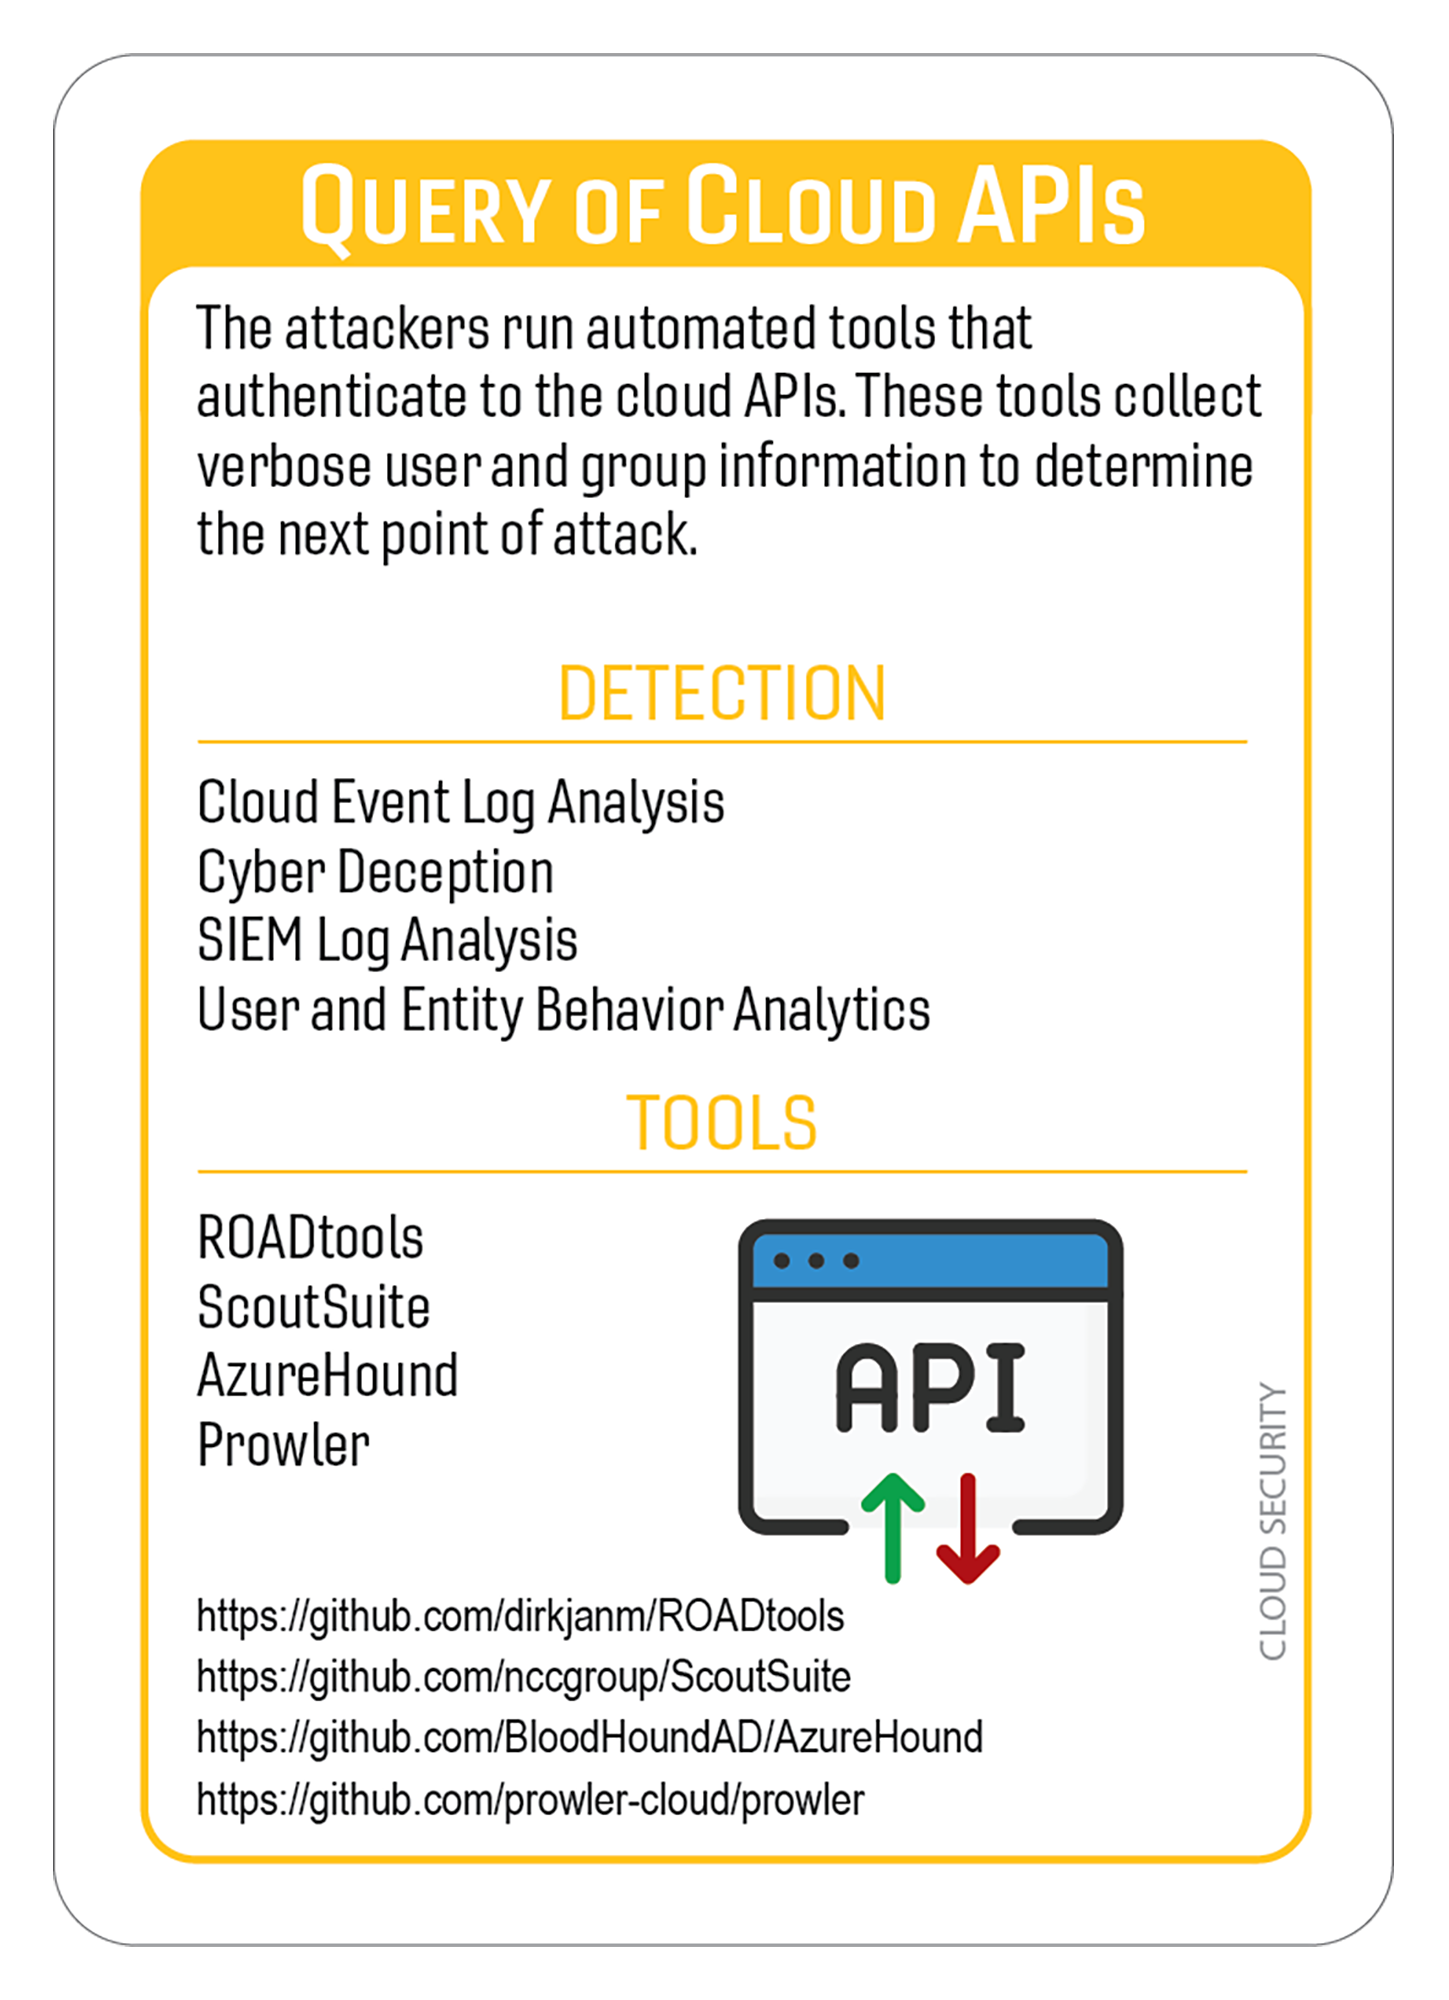 QUERY OF CLOUD APIS
The attackers run automated tools that
authenticate to the cloud APIs. These tools collect
verbose user and group information to determine
the next point of attack.
DETECTION
Cloud Event Log Analysis
Cyber Deception
SIEM Log Analysis
User and Entity Behavior Analytics
TOOLS
ROADtools
ScoutSuite
AzureHound
Prowler
API
CLOUD SECURITY
https://github.com/dirkjanm/ROADtools
https://github.com/nccgroup/ScoutSuite
https://github.com/BloodHoundAD/AzureHound
https://github.com/prowler-cloud/prowler